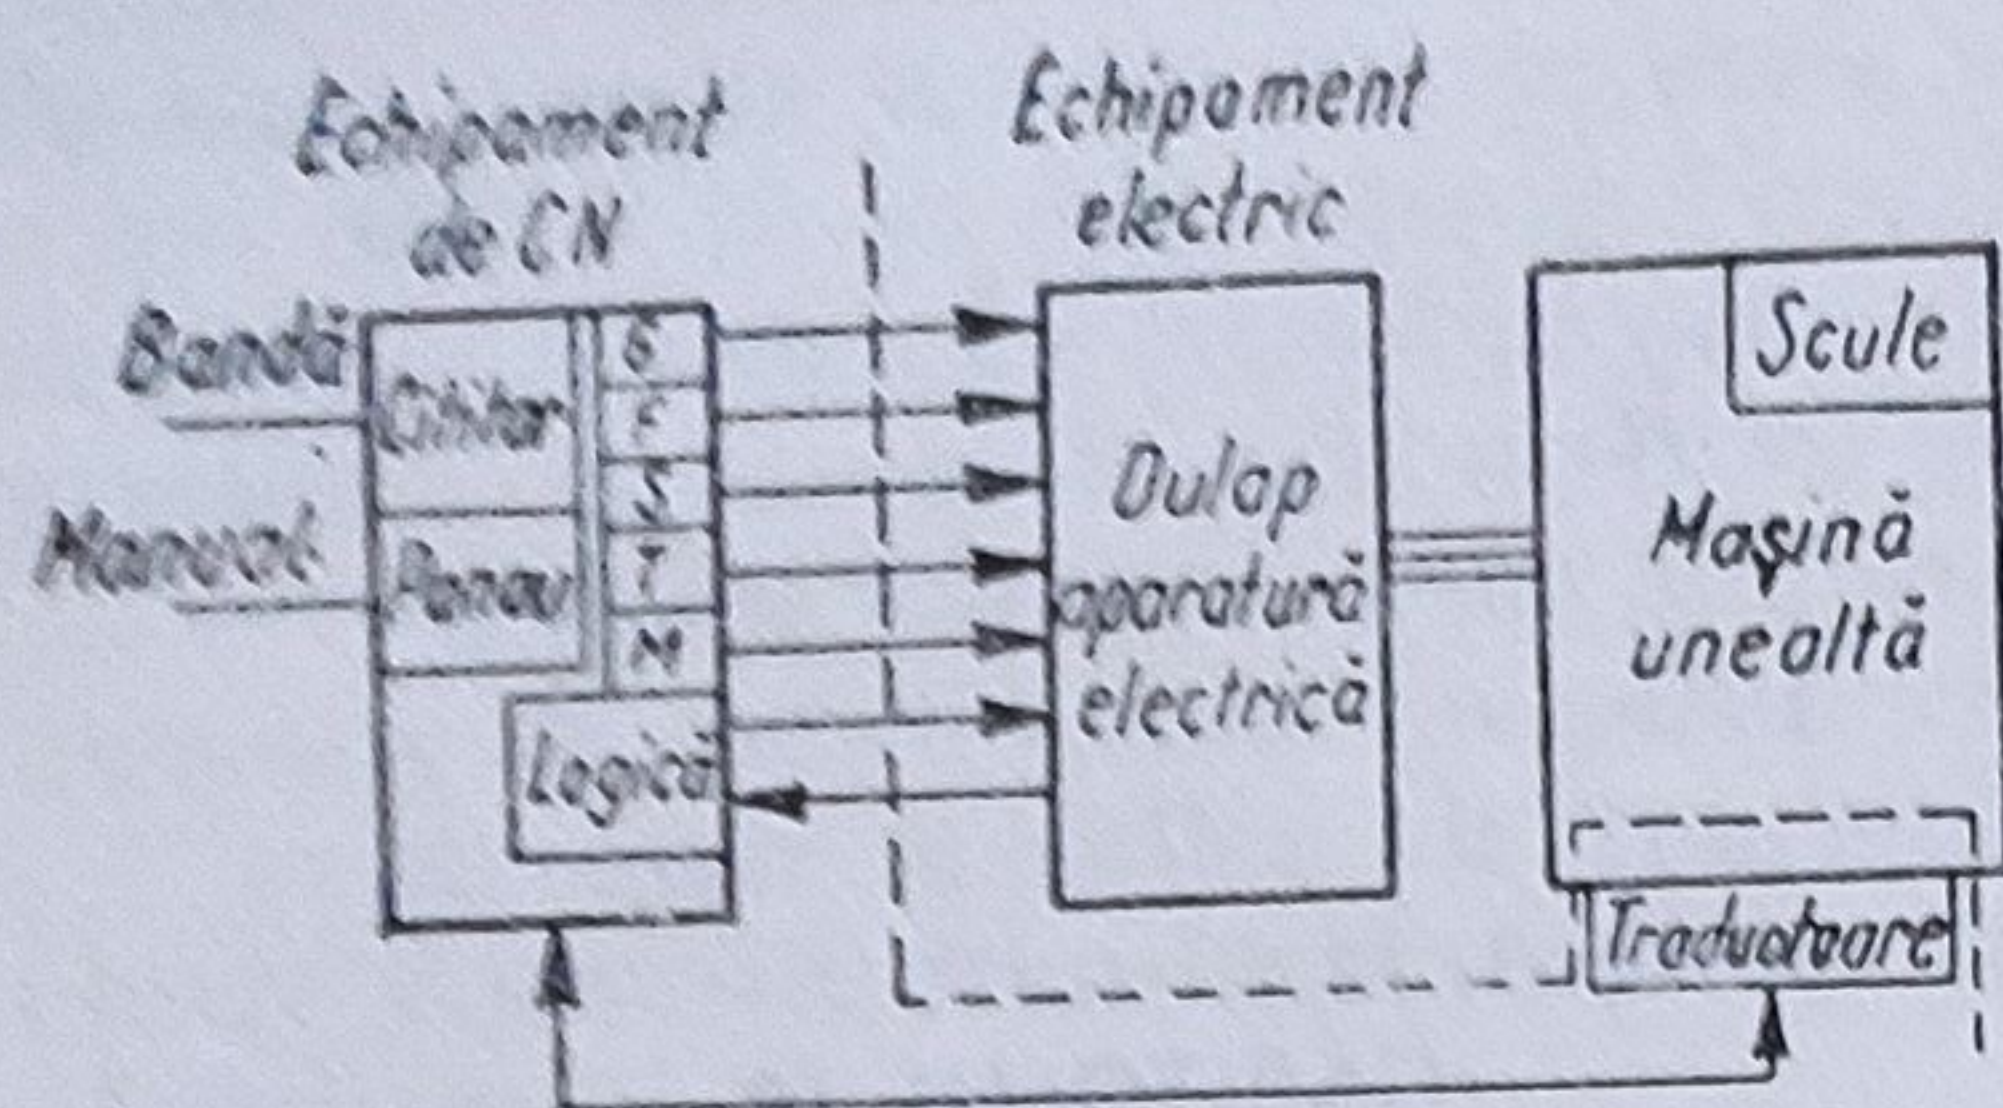 Echipament
de CN
Echipament
electric
Bandă
Cititor
Manual
Panou
G
F
S
T
M
Logică
Dulap
aparatură
electrică
Scule
Mașină
unealtă
Traductoare